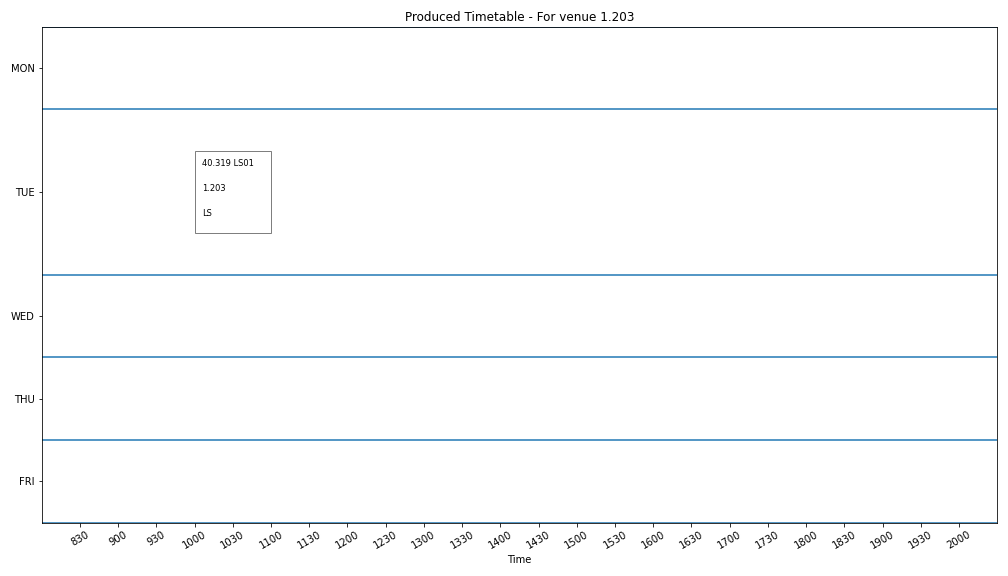 Produced Timetable - For venue 1.203
MON
TUE
40.319 LS01
1.203
LS
WED
THU
FRI
830 900 930 1000 1030 1100 1130 1200 1230 1300 1330 1400 1430 1500 1530 1600 1630 1700 1730 1800 1830 1900 1930 2000
Time